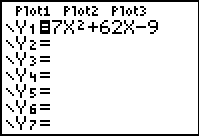 Plot1 Plot2 Plot3
\Y1=7X²+62X-9
\Y2=
\Y3=
\Y4=
\Y5=
\Y6=
\Y7=